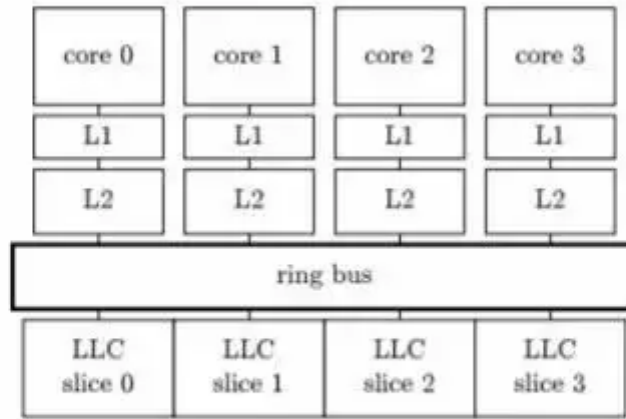 core 0
core 1
core 2
core 3
L1
L1
L1
L1
L2
L2
L2
L2
ring bus
LLC
slice 0
LLC
slice 1
LLC
slice 2
LLC
slice 3